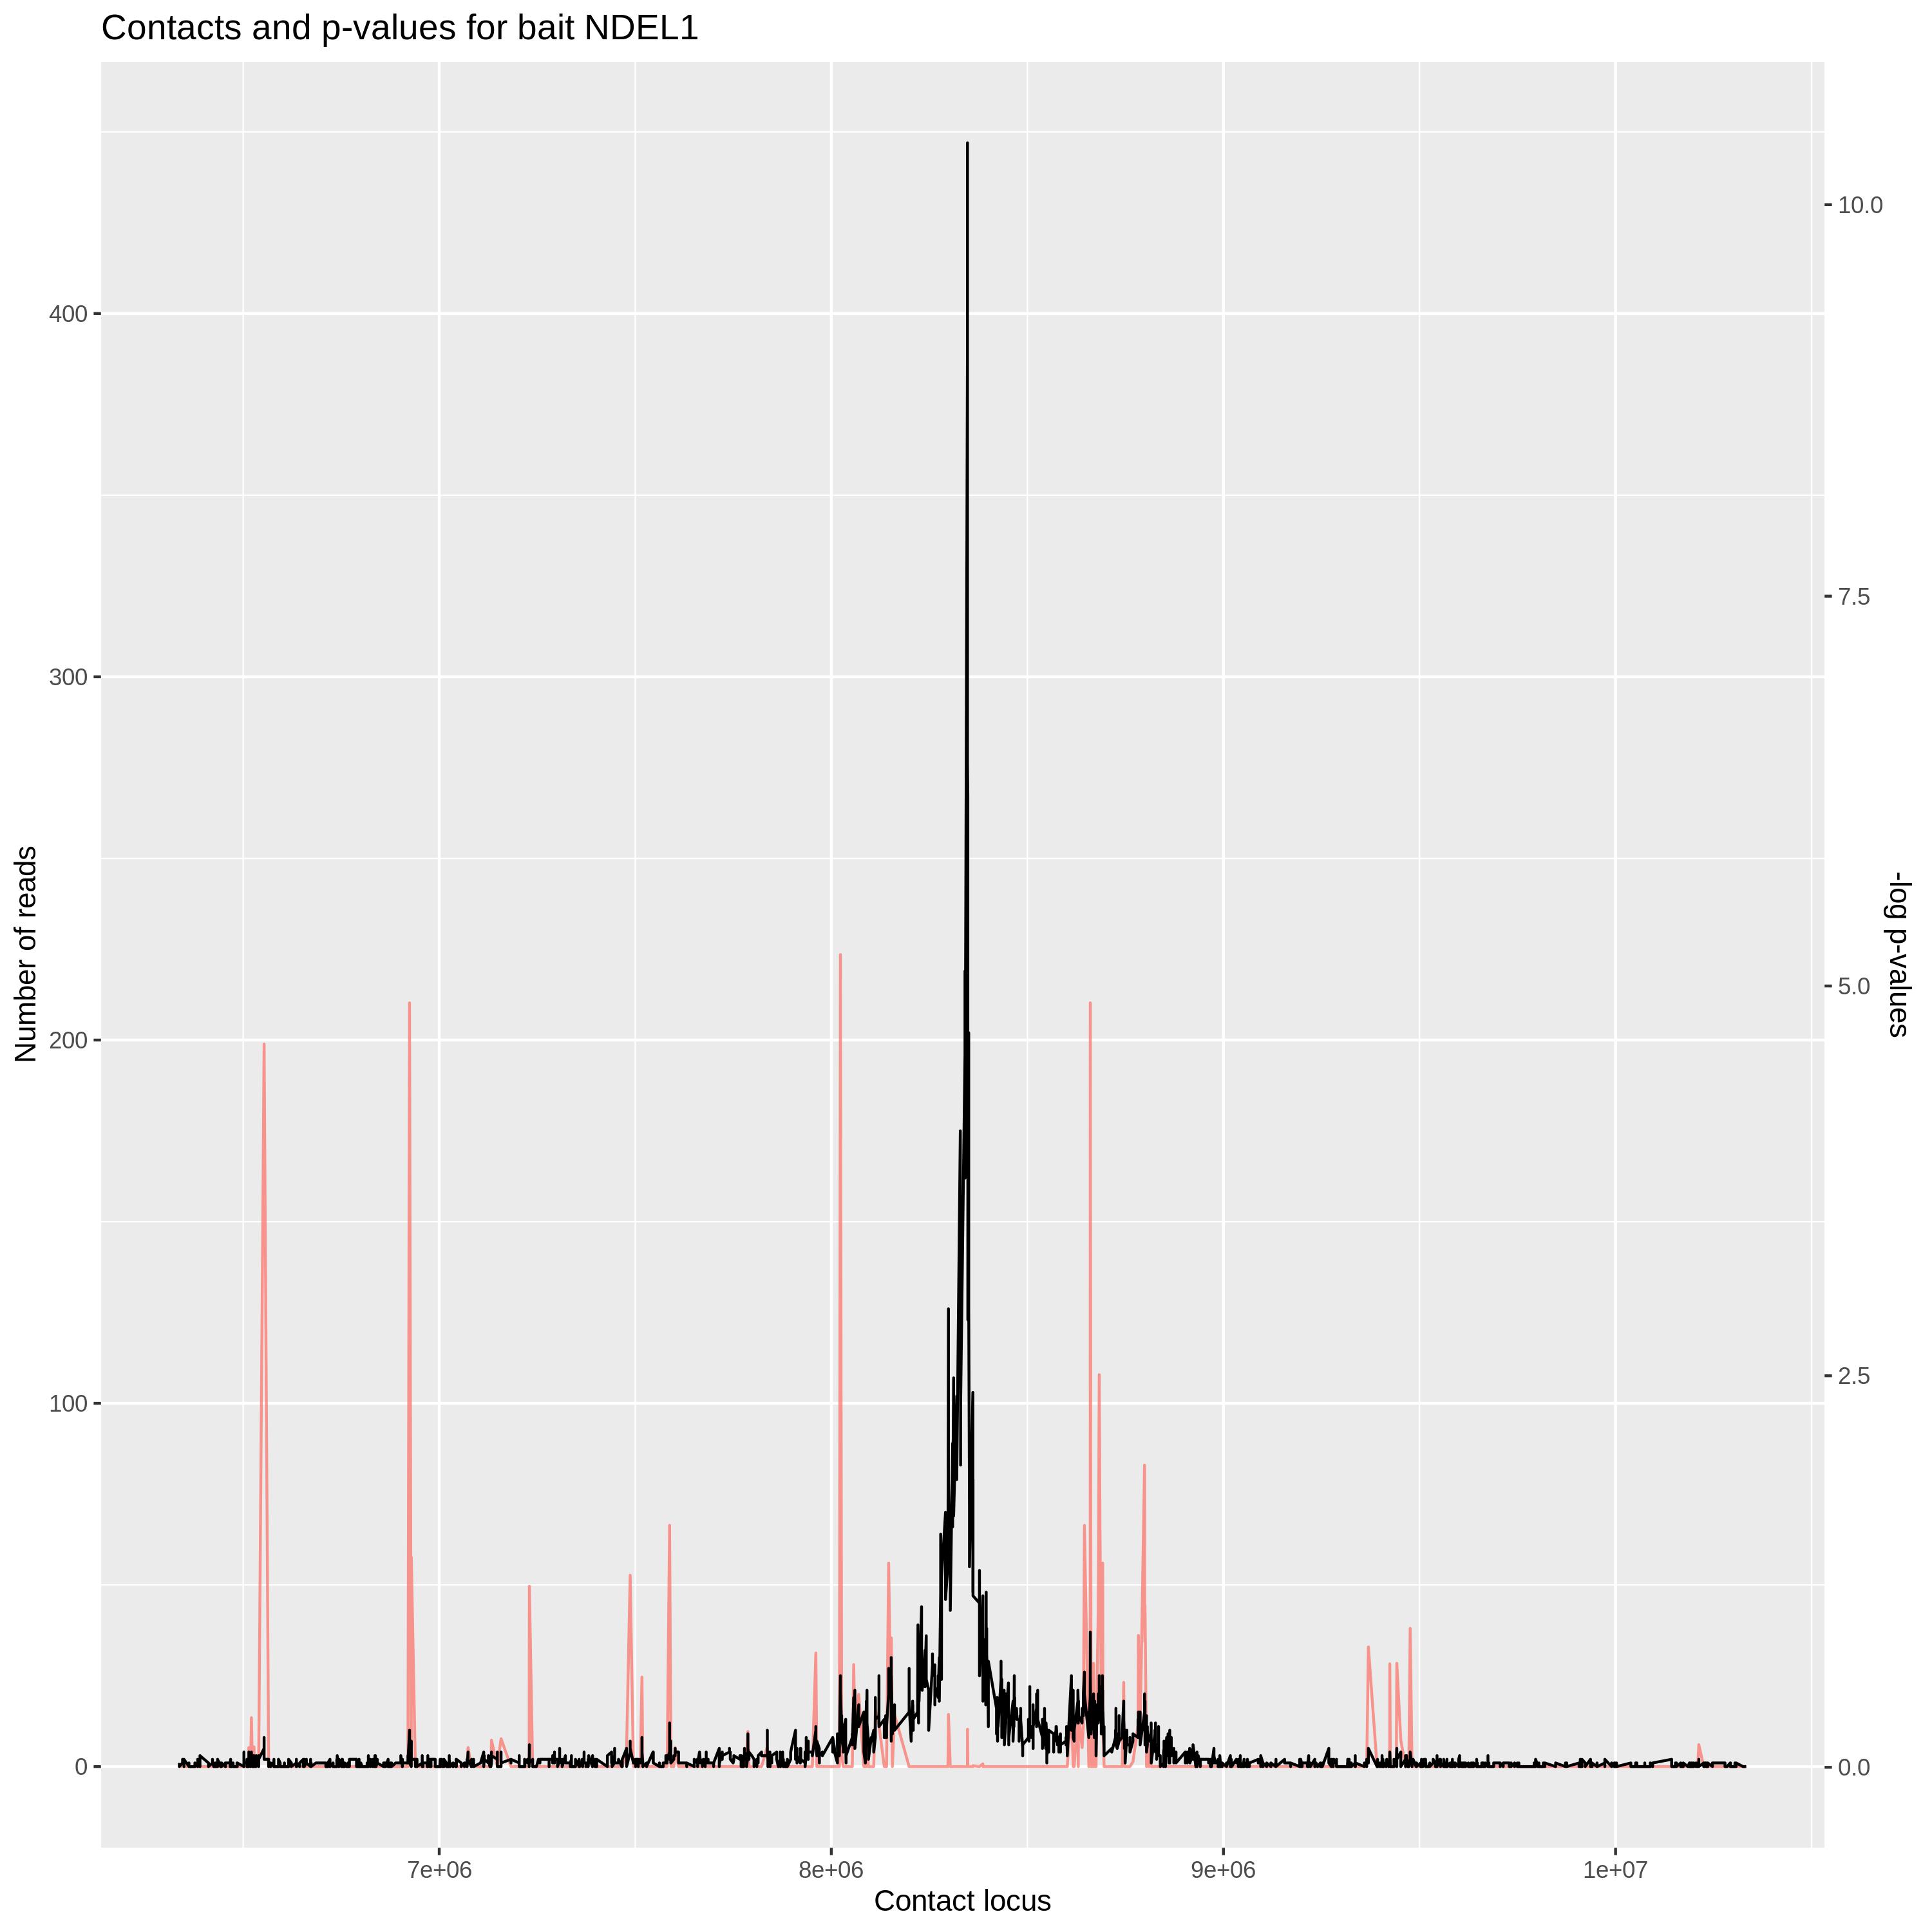 Contacts and p-values for bait NDEL1
Number of reads
400
300
200
100
0
10.0
7.5
5.0
2.5
0.0
-log p-values
7e+06
8e+06
9e+06
1e+07
Contact locus